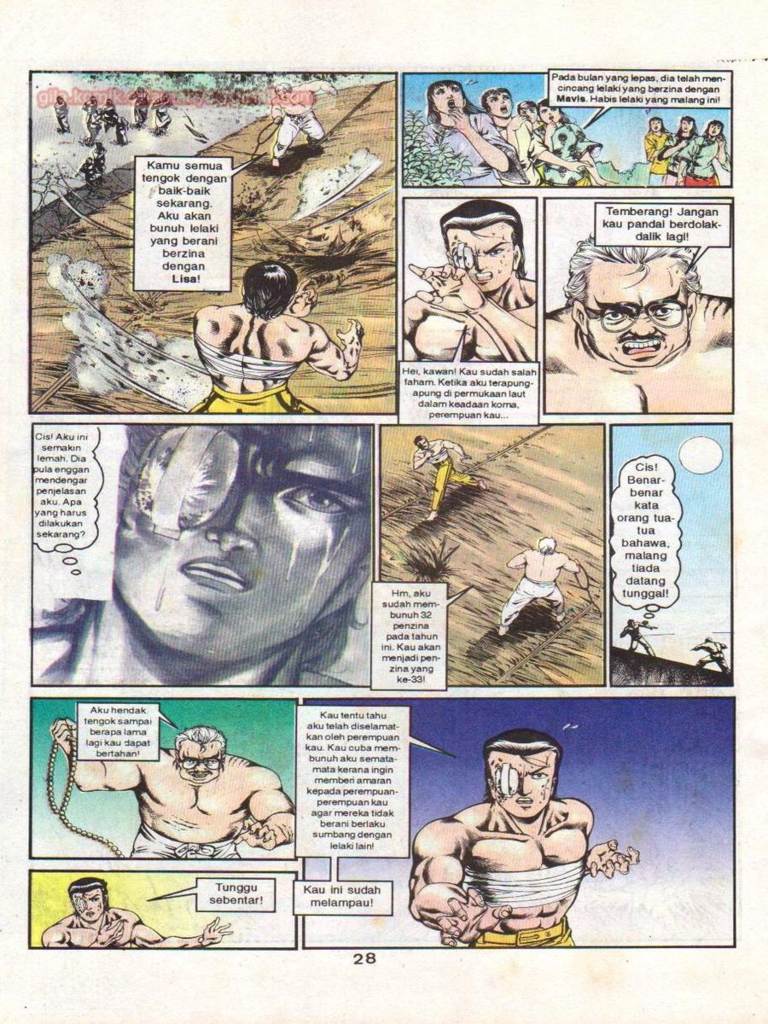 Kamu semua
tengok dengan
baik-baik
sekarang.
Aku akan
bunuh lelaki
yang berani
berzina
dengan
Lisa!
Pada bulan yang lepas, dia telah men-
cincang lelaki yang berzina dengan
Mavis. Habis lelaki yang malang ini!
Hei, kawan! Kau sudah salah
faham. Ketika aku terapung-
apung di permukaan laut
dalam keadaan koma,
perempuan kau...
Temberang! Jangan
kau pandai berdolak-
dalik lagi!
Cis! Aku ini
semakin
lemah. Dia
pula enggan
mendengar
penjelasan
aku. Apa
yang harus
dilakukan
sekarang?
Hm, aku
sudah mem-
bunuh 32
penzina
pada tahun
ini. Kau akan
menjadi pen-
zina yang
ke-33!
Cis!
Benar-
benar
kata
orang tua-
tua
bahawa,
malang
tiada
datang
tunggal!
Aku hendak
tengok sampai
berapa lama
lagi kau dapat
bertahan!
Kau tentu tahu
aku telah diselamat-
kan oleh perempuan
kau. Kau cuba mem-
bunuh aku semata-
mata kerana ingin
memberi amaran
kepada perempuan-
perempuan kau
agar mereka tidak
berani berlaku
sumbang dengan
lelaki lain!
Tunggu
sebentar!
Kau ini sudah
melampau!
28